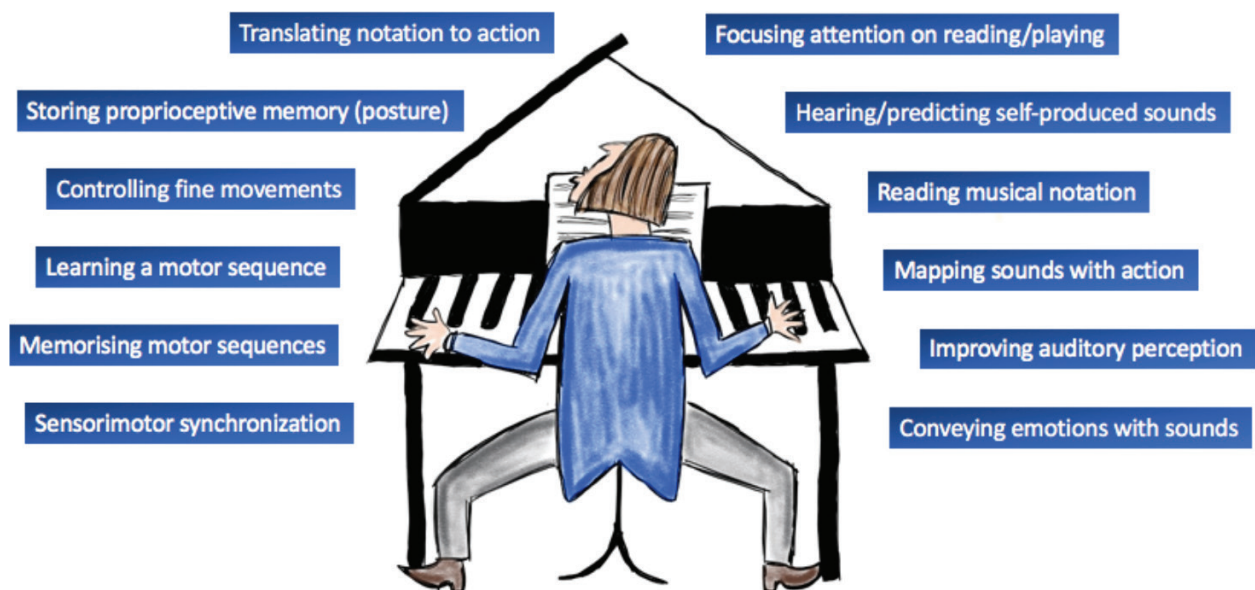 Translating notation to action
Focusing attention on reading/playing
Storing proprioceptive memory (posture)
Hearing/predicting self-produced sounds
Controlling fine movements
Reading musical notation
Learning a motor sequence
Mapping sounds with action
Memorising motor sequences
Improving auditory perception
Sensorimotor synchronization
Conveying emotions with sounds